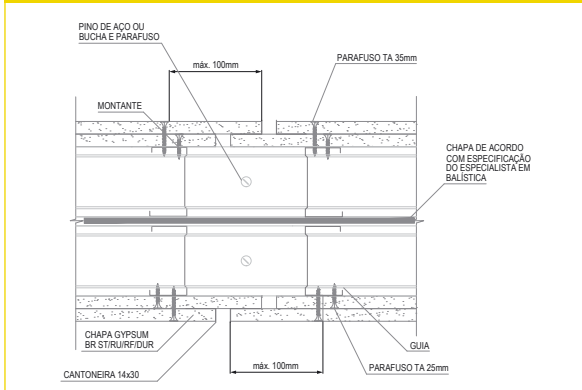 PINO DE AÇO OU
BUCHA E PARAFUSO
máx. 100mm
PARAFUSO TA 35mm
MONTANTE
CHAPA DE ACORDO
COM ESPECIFICAÇÃO
DO ESPECIALISTA EM
BALÍSTICA
CHAPA GYPSUM
BR ST/RU/RF/DUR
GUIA
máx. 100mm
PARAFUSO TA 25mm
CANTONEIRA 14x30